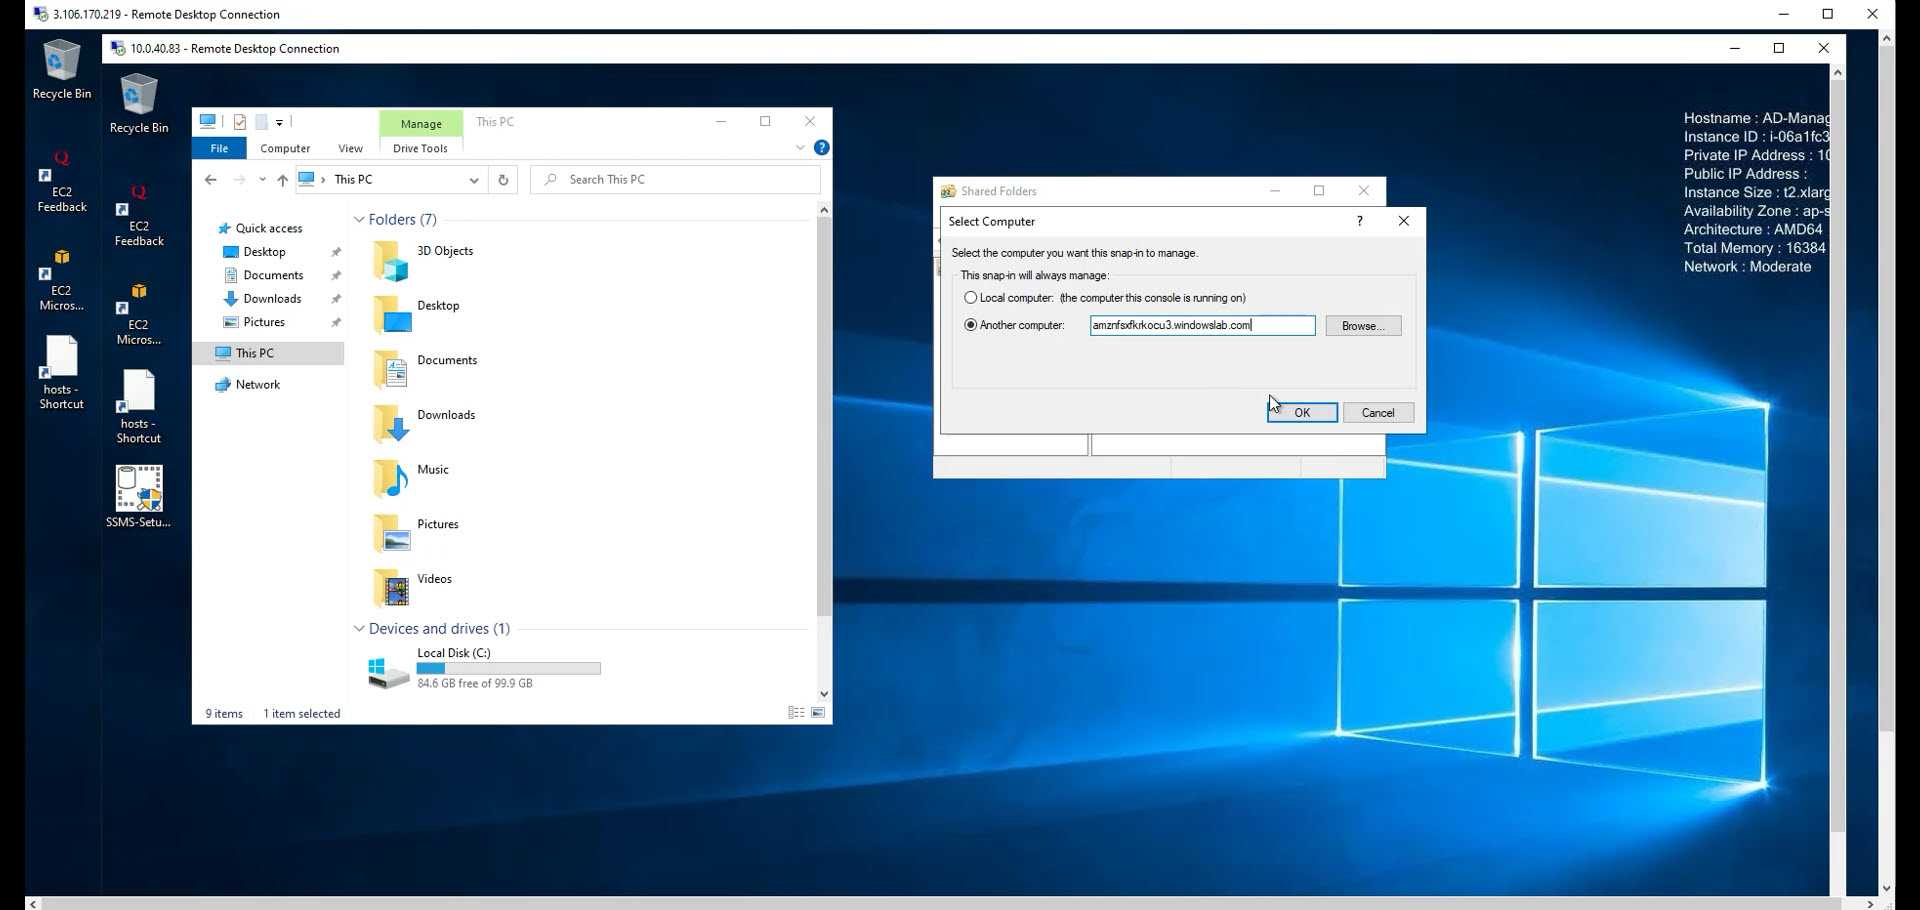 3.106.170.219 - Remote Desktop Connection
10.0.40.83 - Remote Desktop Connection
Recycle Bin
EC2
Feedback
EC2
Micros...
hosts -
Shortcut
Recycle Bin
EC2
Feedback
EC2
Micros...
hosts -
Shortcut
SSMS-Setu...
Manage
This PC
File
Computer
View
Drive Tools
This PC
Search This PC
Quick access
Desktop
Documents
Downloads
Pictures
This PC
Network
Folders (7)
3D Objects
Desktop
Documents
Downloads
Music
Pictures
Videos
Devices and drives (1)
Local Disk (C:)
84.6 GB free of 99.9 GB
9 items
1 item selected
Shared Folders
Select Computer
Select the computer you want this snap-in to manage.
This snap-in will always manage:
Local computer: (the computer this console is running on)
Another computer:
amznfsxfkrkocu3.windowslab.com
Browse...
OK
Cancel
Hostname : AD-Manag
Instance ID : i-06a1fc3
Private IP Address : 10
Public IP Address :
Instance Size : t2.xlarg
Availability Zone : ap-s
Architecture : AMD64
Total Memory : 16384
Network : Moderate